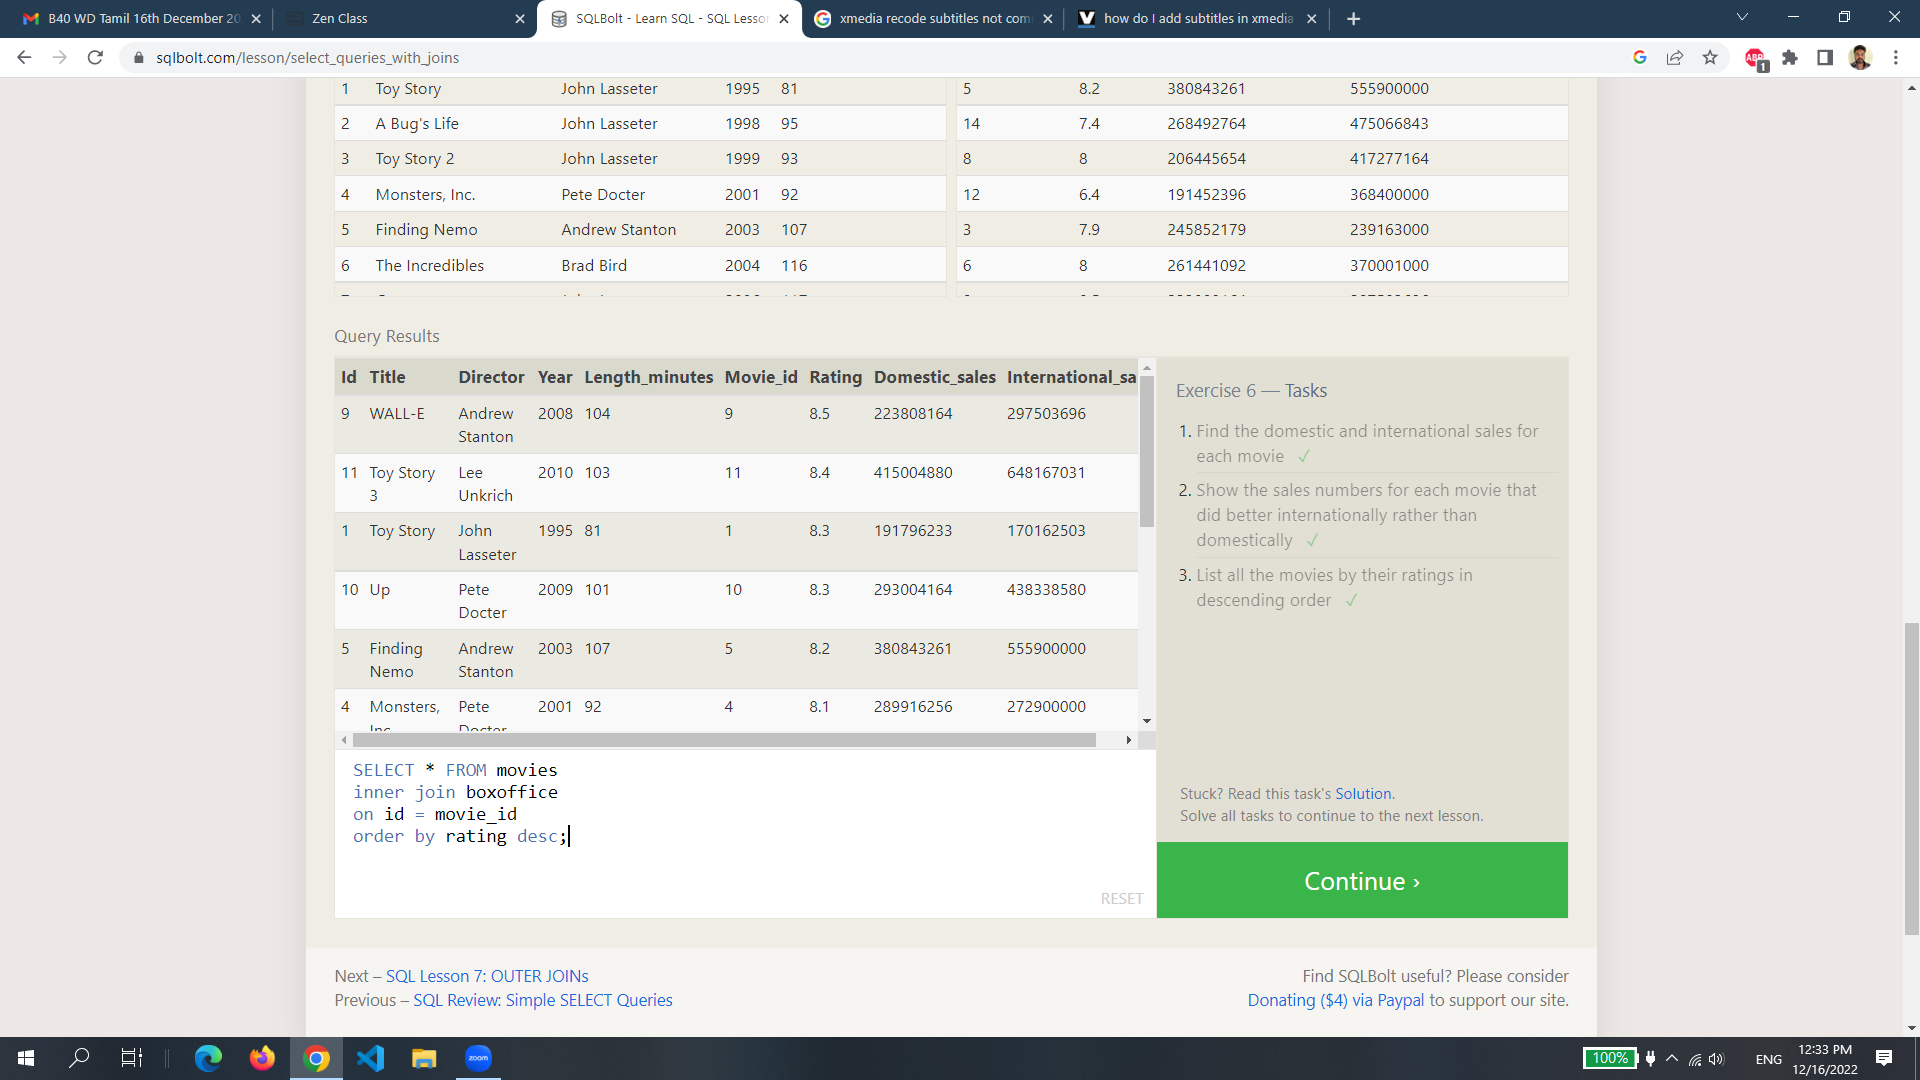 B40 WD Tamil 16th December 20
Zen Class
SQLBolt - Learn SQL - SQL Lesson
xmedia recode subtitles not com
how do I add subtitles in xmedia
sqlbolt.com/lesson/select_queries_with_joins
ABP
1
1 Toy Story John Lasseter 1995 81 5 8.2 380843261 555900000
2 A Bug's Life John Lasseter 1998 95 14 7.4 268492764 475066843
3 Toy Story 2 John Lasseter 1999 93 8 8 206445654 417277164
4 Monsters, Inc. Pete Docter 2001 92 12 6.4 191452396 368400000
5 Finding Nemo Andrew Stanton 2003 107 3 7.9 245852179 239163000
6 The Incredibles Brad Bird 2004 116 6 8 261441092 370001000
Query Results
Id Title Director Year Length_minutes Movie_id Rating Domestic_sales International_sa
9 WALL-E Andrew 2008 104 9 8.5 223808164 297503696
Stanton
11 Toy Story Lee 2010 103 11 8.4 415004880 648167031
3 Unkrich
1 Toy Story John 1995 81 1 8.3 191796233 170162503
Lasseter
10 Up Pete 2009 101 10 8.3 293004164 438338580
Docter
5 Finding Andrew 2003 107 5 8.2 380843261 555900000
Nemo Stanton
4 Monsters, Pete 2001 92 4 8.1 289916256 272900000
Inc. Docter
Exercise 6 — Tasks
1. Find the domestic and international sales for
each movie ✓
2. Show the sales numbers for each movie that
did better internationally rather than
domestically ✓
3. List all the movies by their ratings in
descending order ✓
Stuck? Read this task's Solution.
Solve all tasks to continue to the next lesson.
Continue ›
SELECT * FROM movies
inner join boxoffice
on id = movie_id
order by rating desc;
RESET
Next – SQL Lesson 7: OUTER JOINs
Previous – SQL Review: Simple SELECT Queries
Find SQLBolt useful? Please consider
Donating ($4) via Paypal to support our site.
zoom
100%
ENG
12:33 PM
12/16/2022